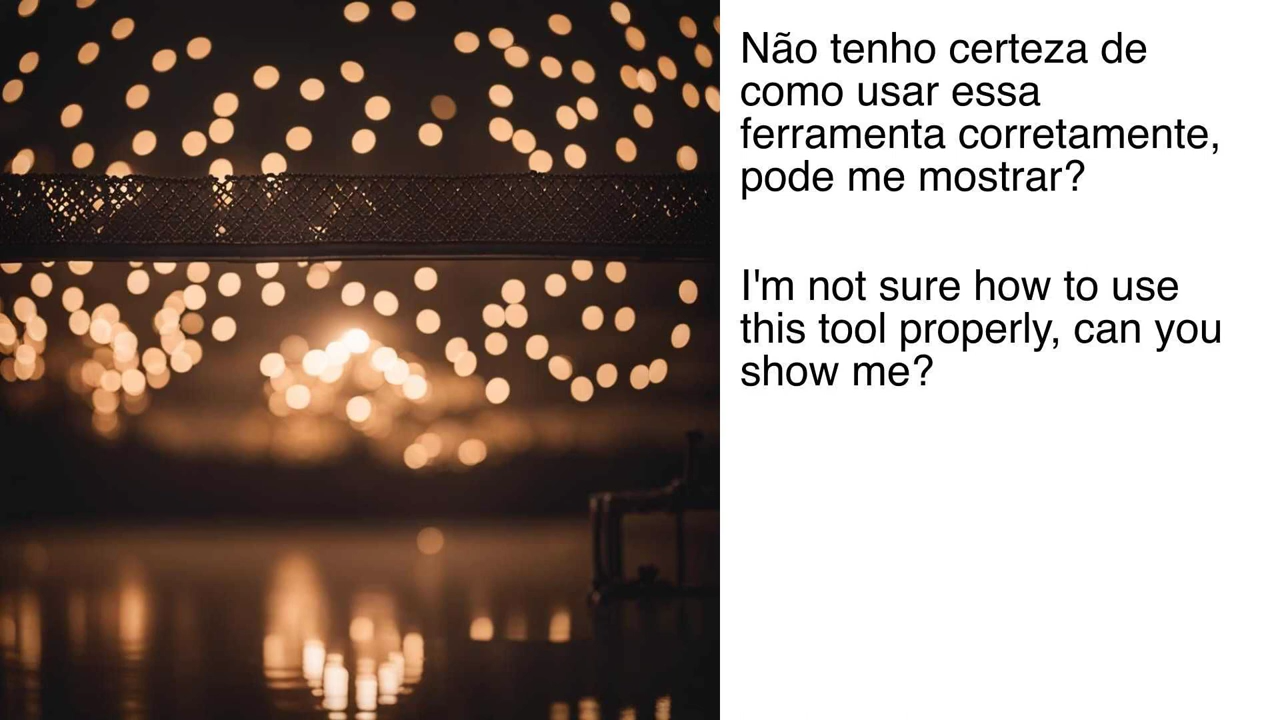 Não tenho certeza de
como usar essa
ferramenta corretamente,
pode me mostrar?
I'm not sure how to use
this tool properly, can you
show me?